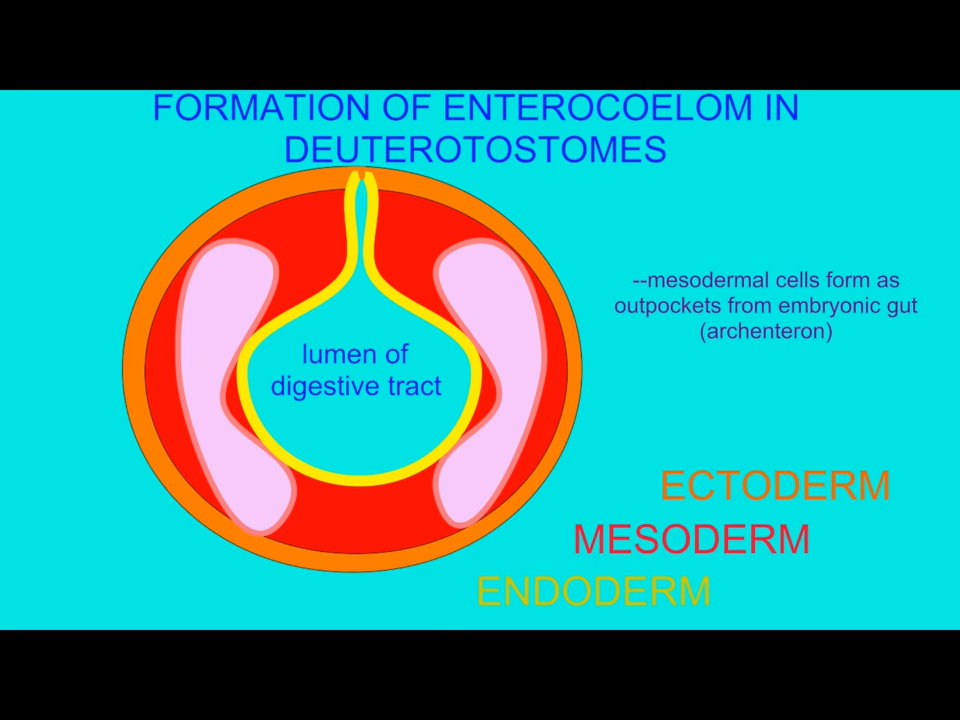 FORMATION OF ENTEROCOELOM IN
DEUTEROTOSTOMES
--mesodermal cells form as
outpockets from embryonic gut
(archenteron)
lumen of
digestive tract
ECTODERM
MESODERM
ENDODERM